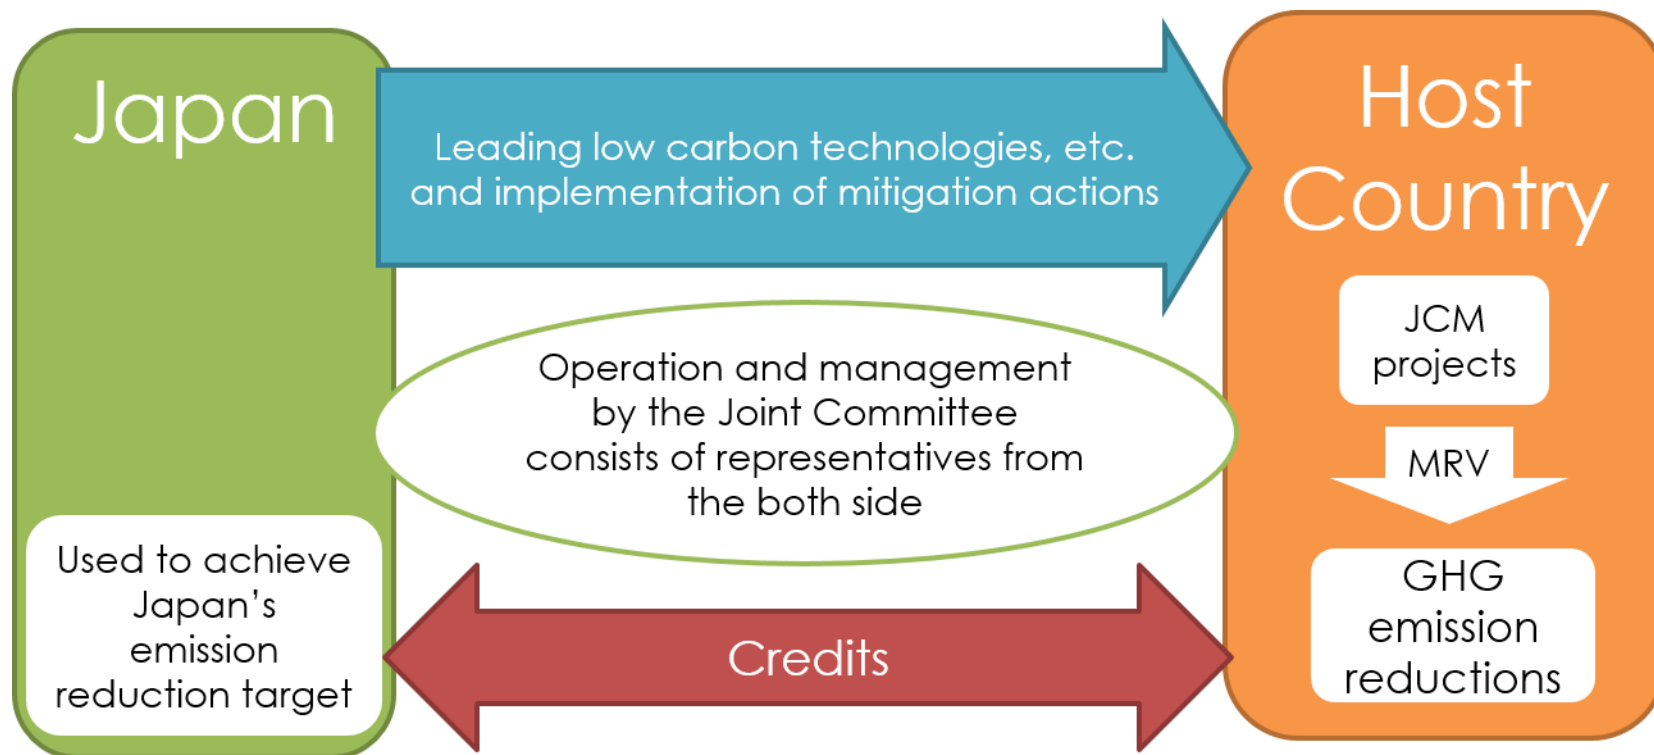 Japan
Leading low carbon technologies, etc.
and implementation of mitigation actions
Host
Country
JCM
projects
MRV
GHG
emission
reductions
Operation and management
by the Joint Committee
consists of representatives from
the both side
Used to achieve
Japan’s
emission
reduction target
Credits